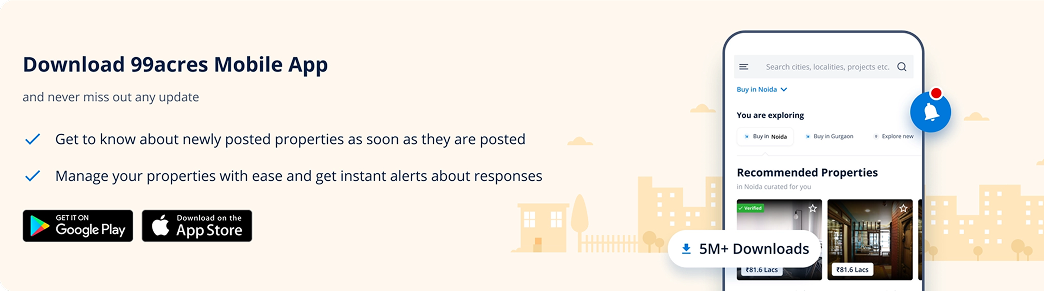 Download 99acres Mobile App
and never miss out any update
Get to know about newly posted properties as soon as they are posted
Manage your properties with ease and get instant alerts about responses
GET IT ON
Google Play
Download on the
App Store
Search cities, localities, projects etc.
Buy in Noida
You are exploring
Buy in Noida
Buy in Gurgaon
Explore new
Recommended Properties
in Noida curated for you
Verified
5M+ Downloads
₹81.6 Lacs
₹81.6 Lacs